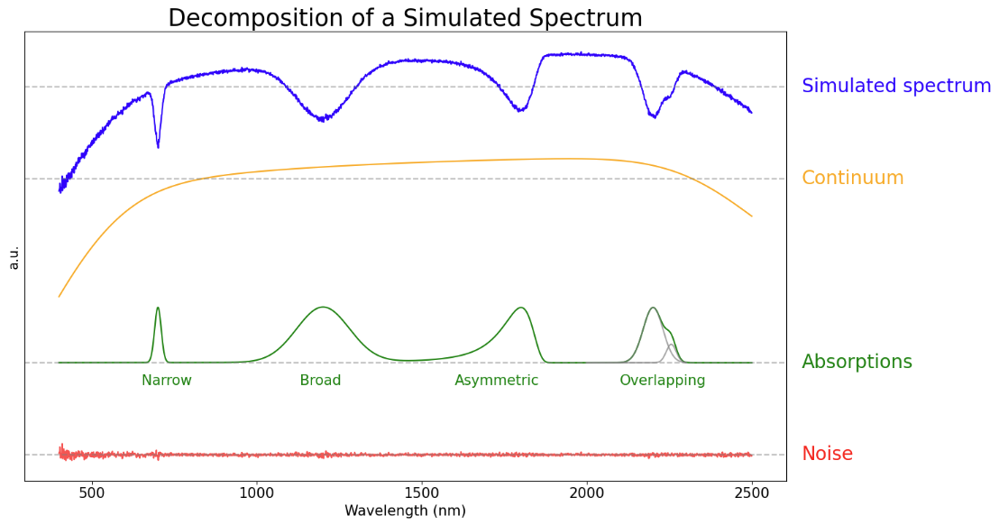 Decomposition of a Simulated Spectrum
Simulated spectrum
Continuum
a.u.
Absorptions
Narrow
Broad
Asymmetric
Overlapping
Noise
500
1000
1500
2000
2500
Wavelength (nm)